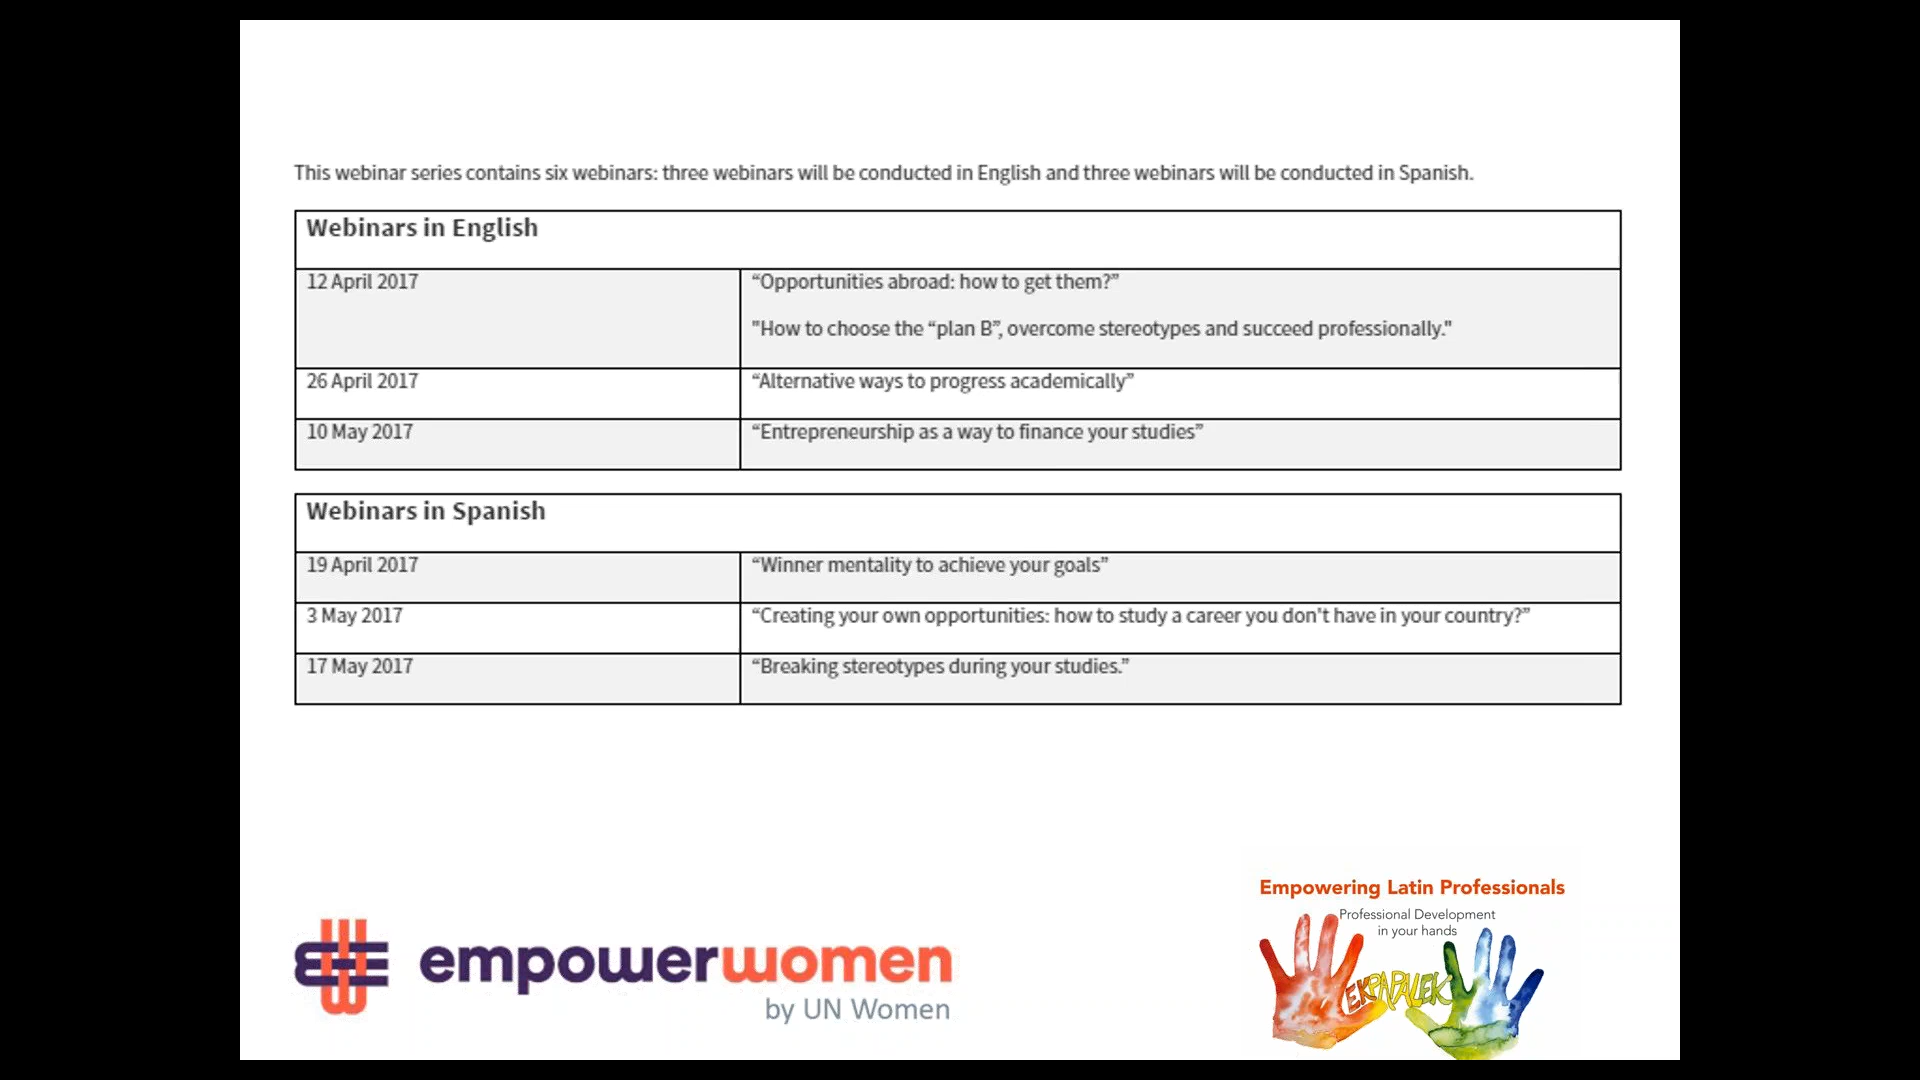 This webinar series contains six webinars: three webinars will be conducted in English and three webinars will be conducted in Spanish.
Webinars in English
12 April 2017
“Opportunities abroad: how to get them?”
"How to choose the “plan B”, overcome stereotypes and succeed professionally."
26 April 2017
“Alternative ways to progress academically”
10 May 2017
“Entrepreneurship as a way to finance your studies”
Webinars in Spanish
19 April 2017
“Winner mentality to achieve your goals”
3 May 2017
“Creating your own opportunities: how to study a career you don't have in your country?”
17 May 2017
“Breaking stereotypes during your studies.”
empowerwomen
by UN Women
Empowering Latin Professionals
Professional Development
in your hands
EKPAPALEK